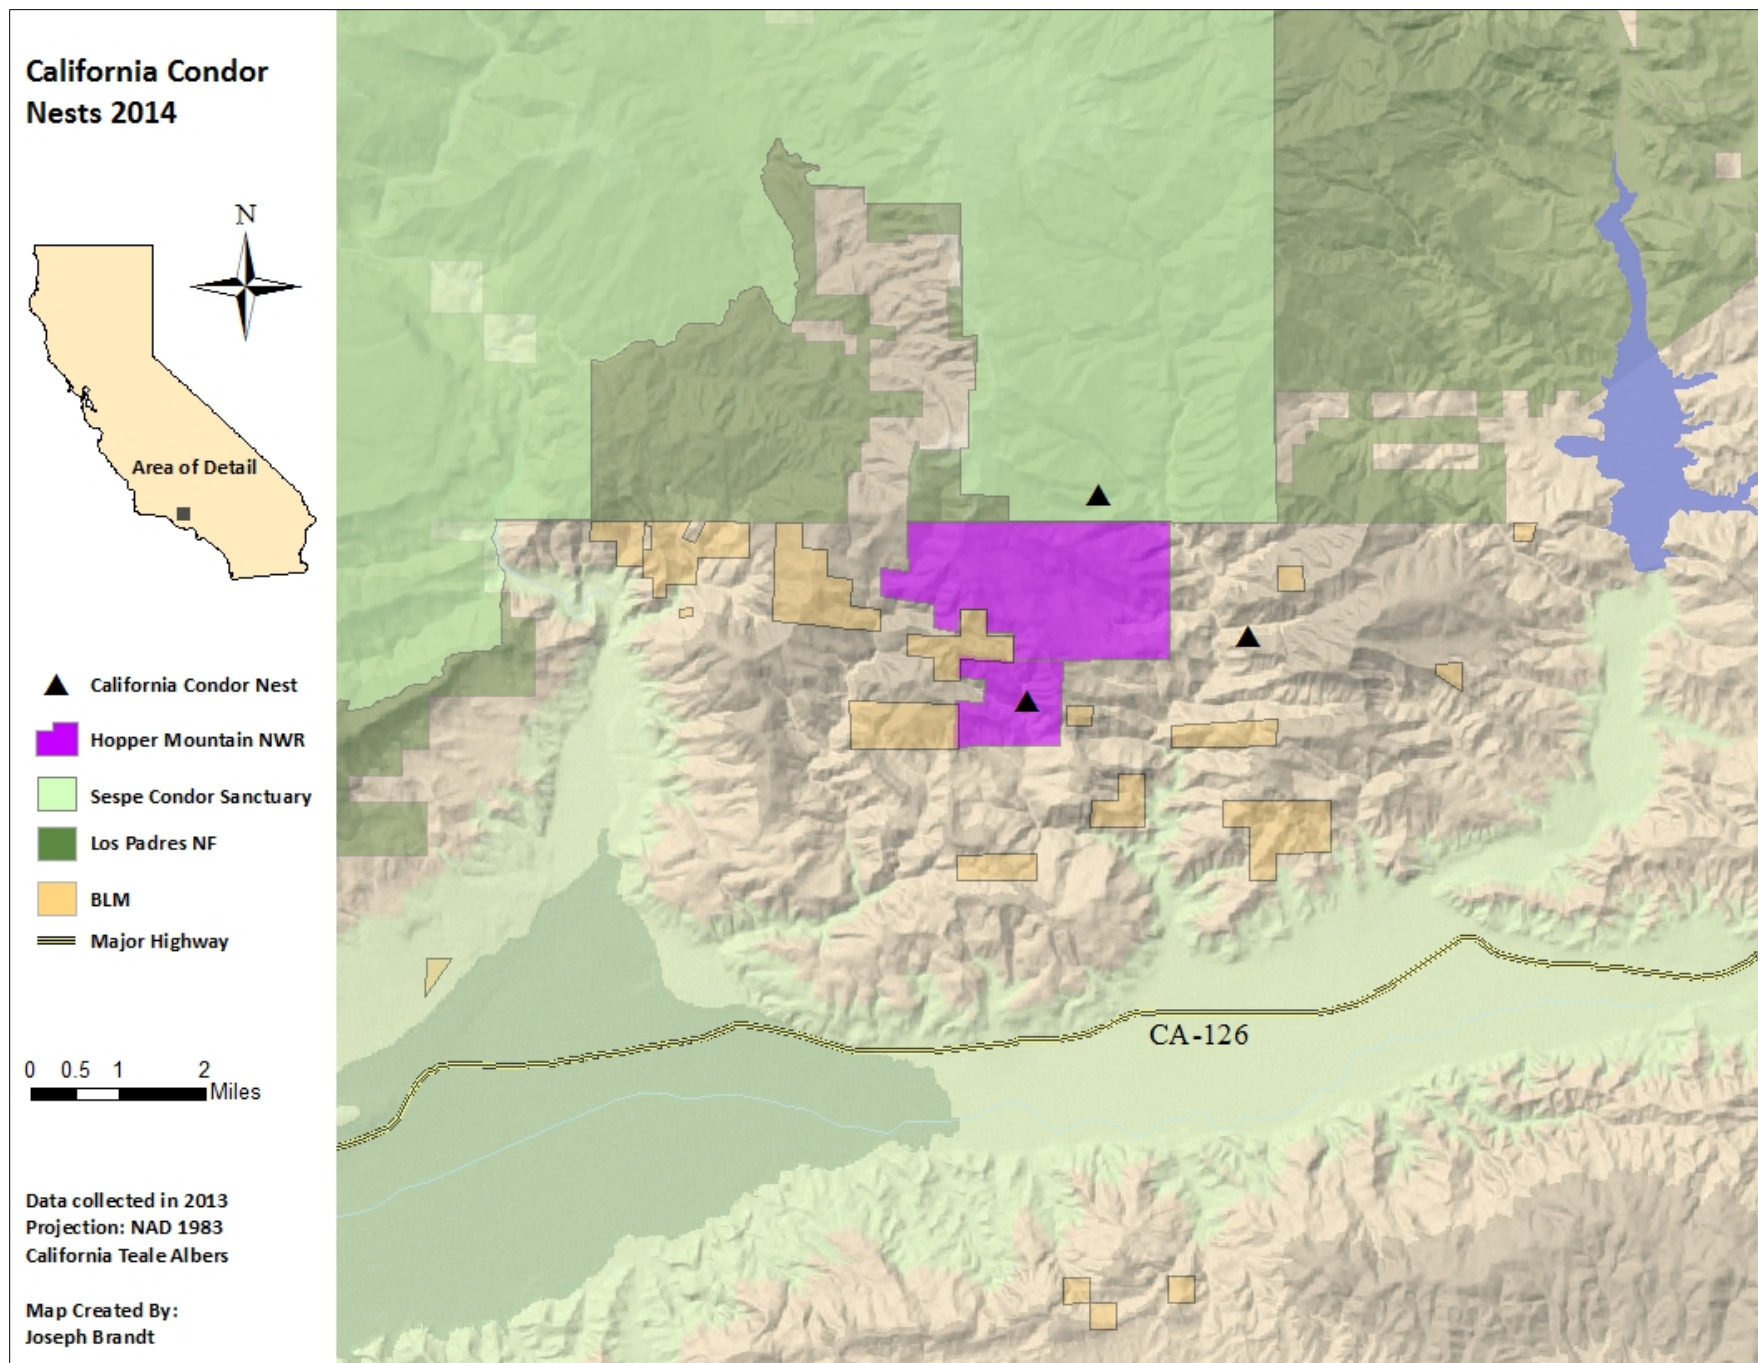 California Condor
Nests 2014
N
Area of Detail
California Condor Nest
Hopper Mountain NWR
Sespe Condor Sanctuary
Los Padres NF
BLM
Major Highway
0 0.5 1 2
Miles
Data collected in 2013
Projection: NAD 1983
California Teale Albers
Map Created By:
Joseph Brandt
CA-126